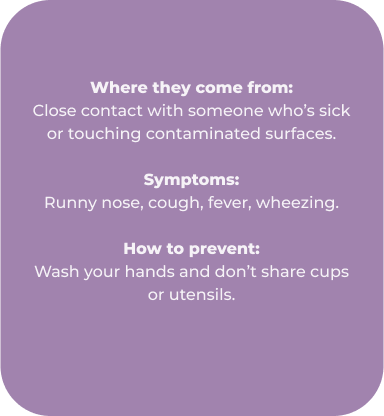 Where they come from:
Close contact with someone who's sick
or touching contaminated surfaces.
Symptoms:
Runny nose, cough, fever, wheezing.
How to prevent:
Wash your hands and don't share cups
or utensils.